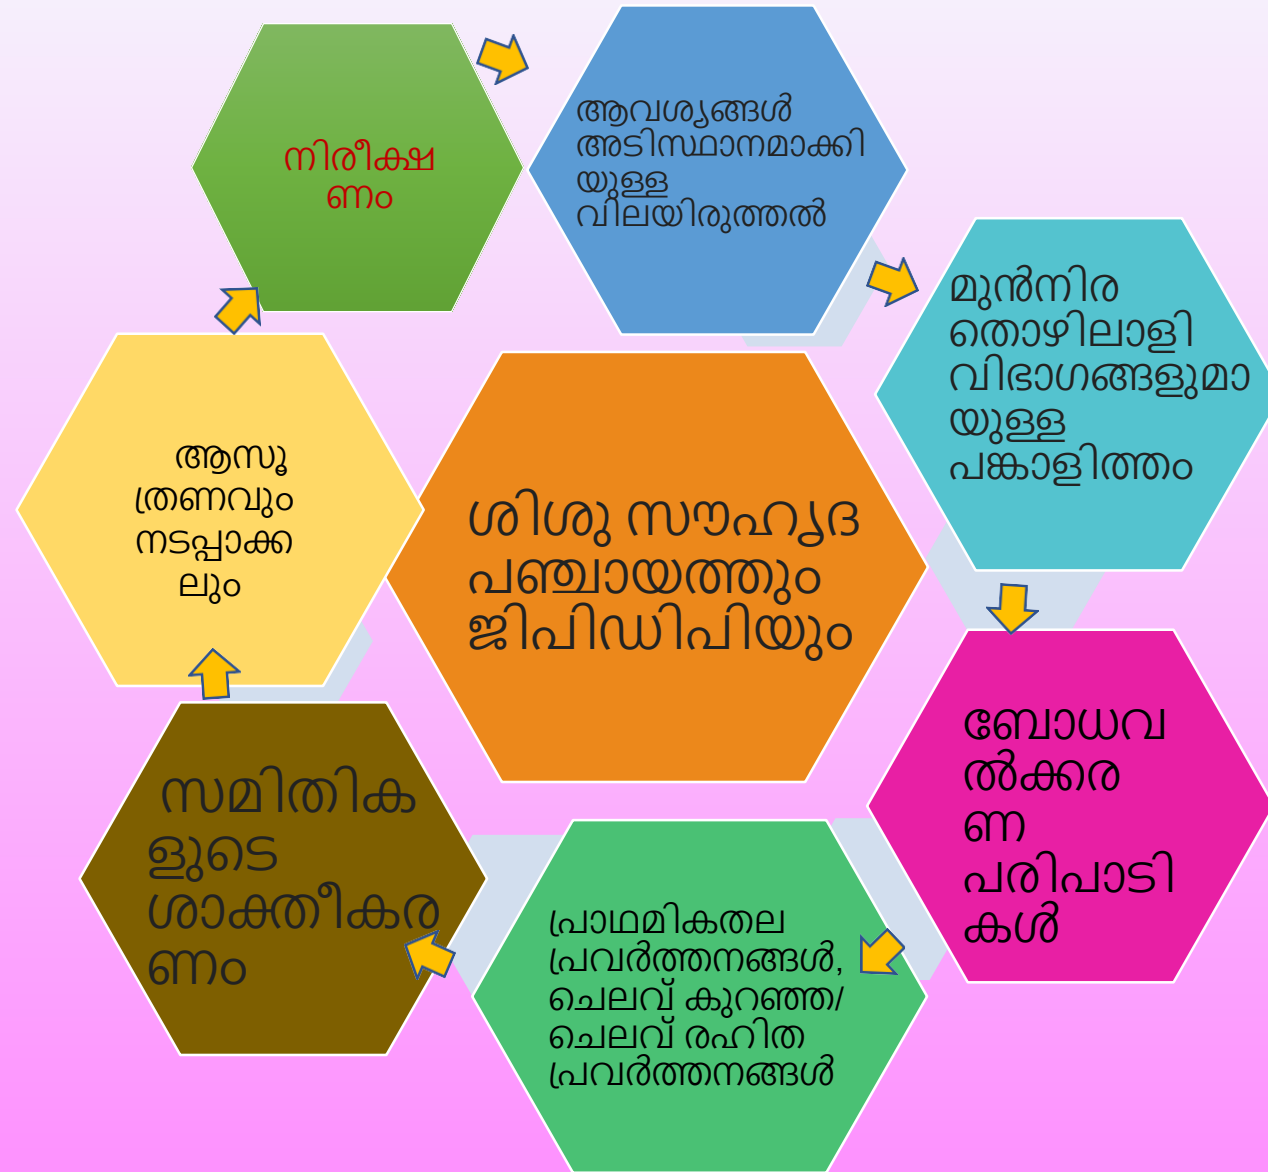 നിരീക്ഷ
ണം
ആവശ്യങ്ങൾ
അടിസ്ഥാനമാക്കി
യുള്ള
വിലയിരുത്തൽ
മുൻനിര
തൊഴിലാളി
വിഭാഗങ്ങളുമാ
യുള്ള
പങ്കാളിത്തം
ബോധവ
ൽക്കര
ണ
പരിപാടി
കൾ
പ്രാഥമികതല
പ്രവർത്തനങ്ങൾ,
ചെലവ് കുറഞ്ഞ/
ചെലവ് രഹിത
പ്രവർത്തനങ്ങൾ
സമിതിക
ളുടെ
ശാക്തീകര
ണം
ആസൂ
ത്രണവും
നടപ്പാക്ക
ലും
ശിശു സൗഹൃദ
പഞ്ചായത്തും
ജിപിഡിപിയും